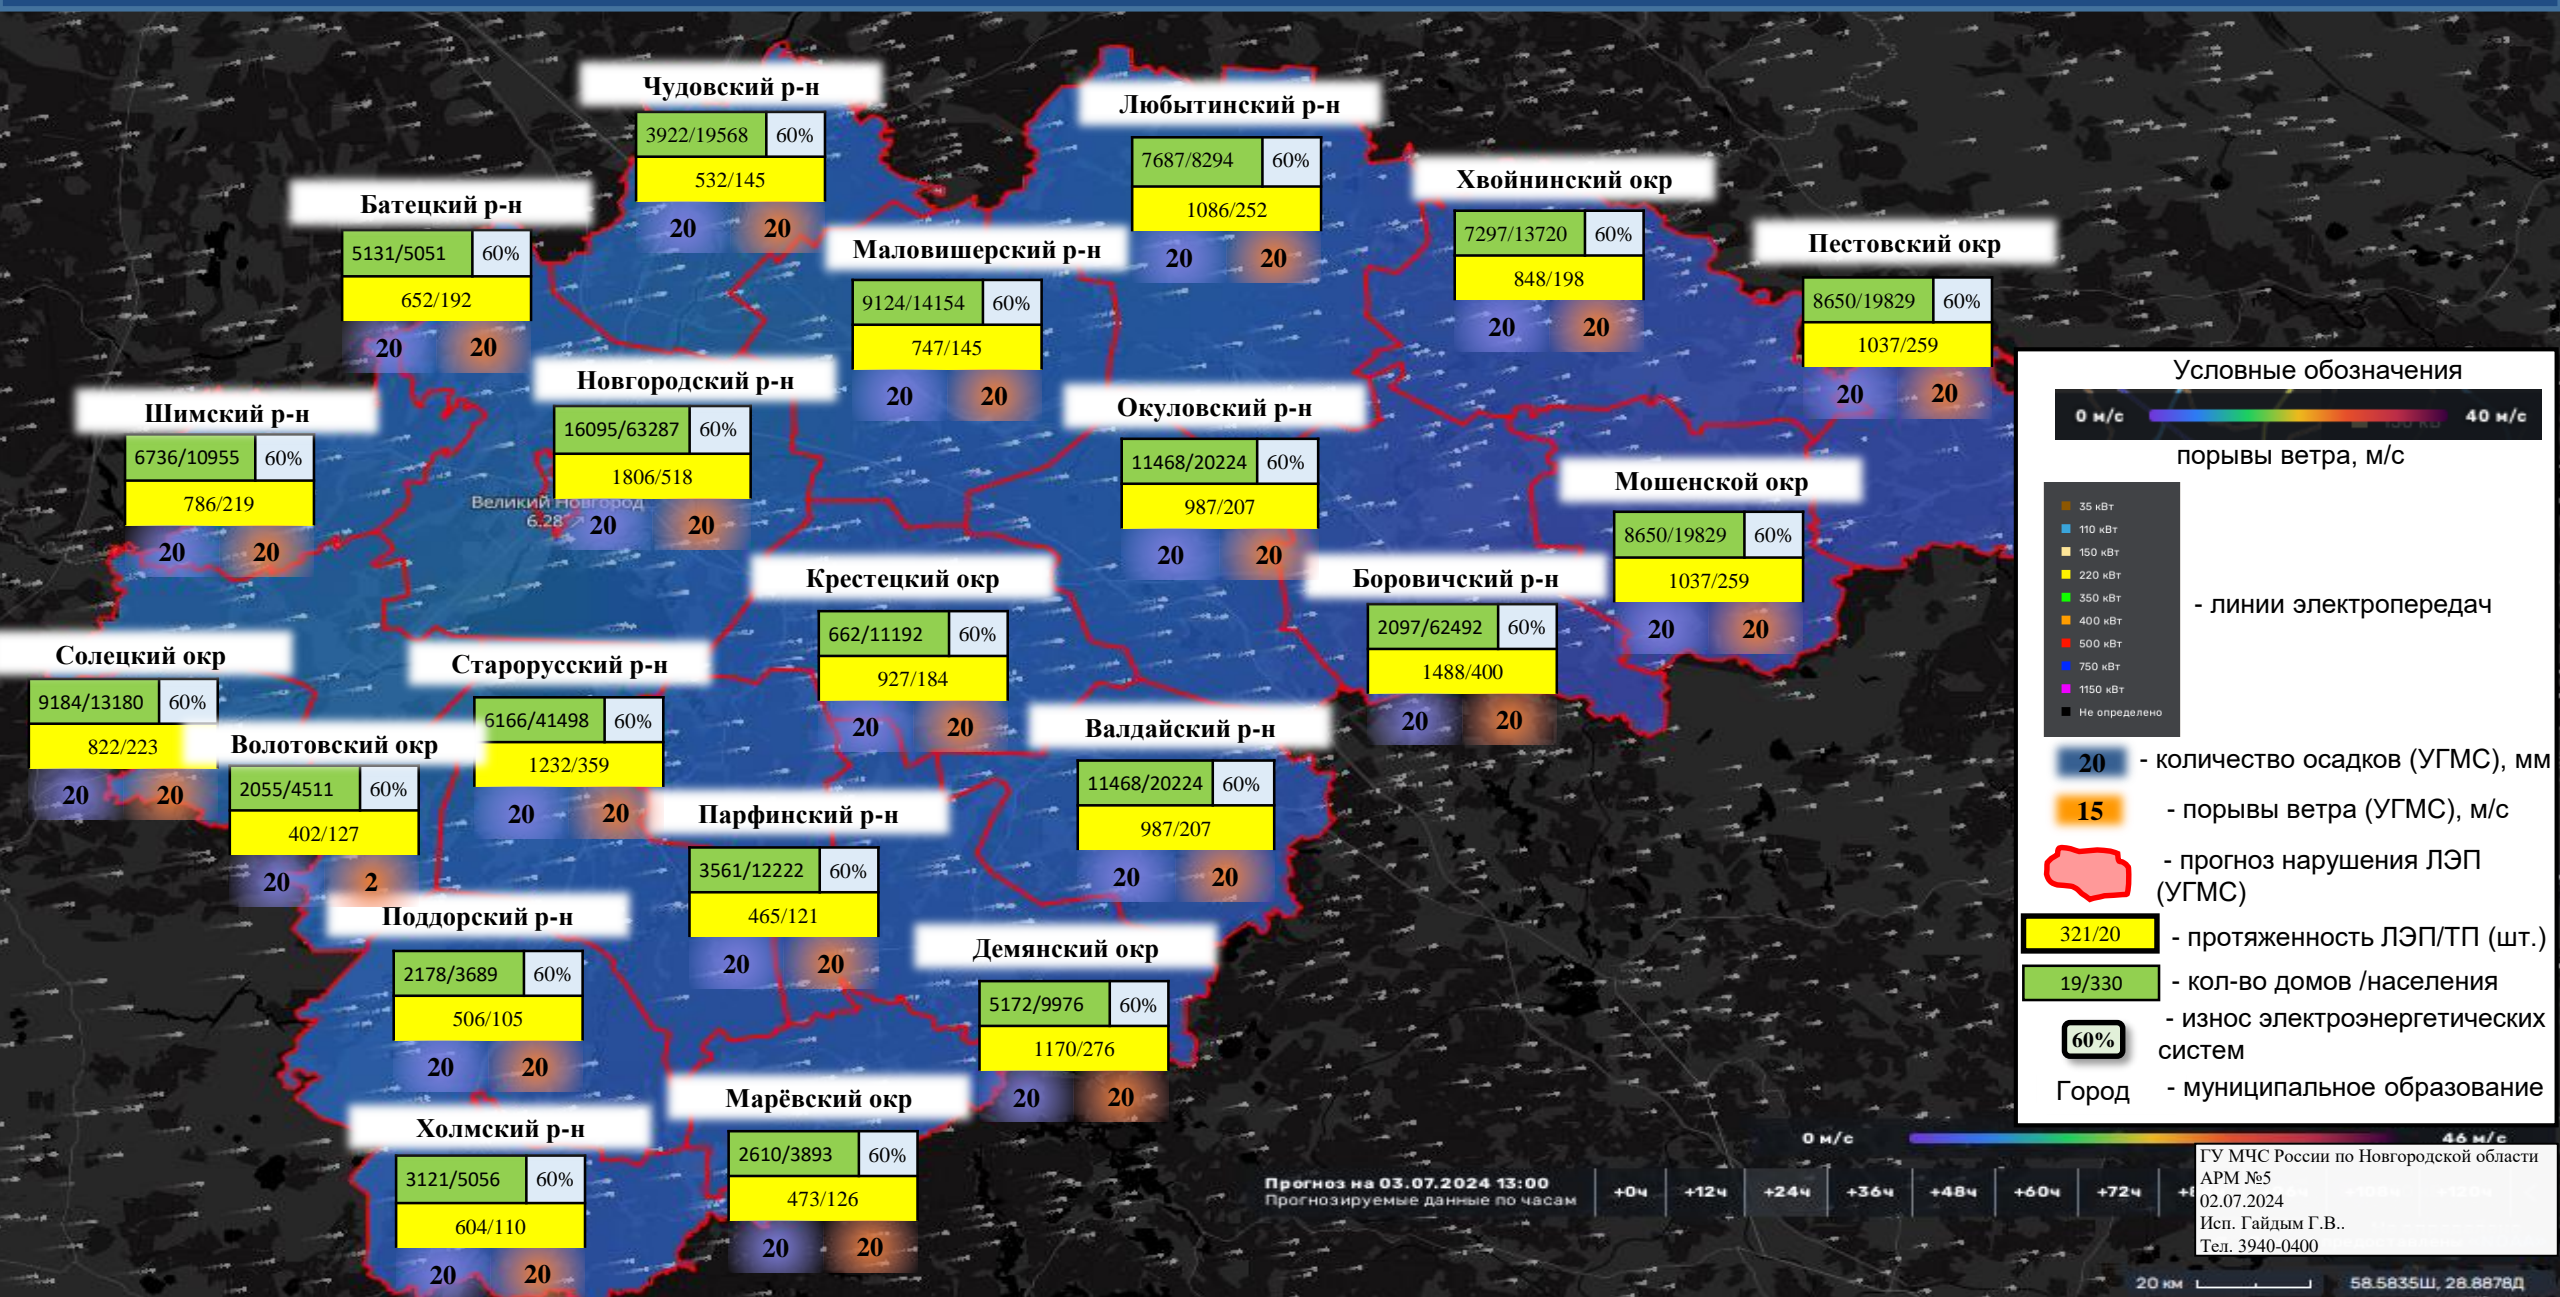 Чудовский р-н
3922/19568 60%
532/145
20 20
Любытинский р-н
7687/8294 60%
1086/252
20 20
Хвойнинский окр
7297/13720 60%
848/198
20 20
Батецкий р-н
5131/5051 60%
652/192
20 20
Маловишерский р-н
9124/14154 60%
747/145
20 20
Пестовский окр
8650/19829 60%
1037/259
20 20
Новгородский р-н
16095/63287 60%
1806/518
20 20
Великий Новгород
6.28
Шимский р-н
6736/10955 60%
786/219
20 20
Окуловский р-н
11468/20224 60%
987/207
20 20
Мошенской окр
8650/19829 60%
1037/259
20 20
Крестецкий окр
662/11192 60%
927/184
20 20
Боровичский р-н
2097/62492 60%
1488/400
20 20
Солецкий окр
9184/13180 60%
822/223
20 20
Старорусский р-н
6166/41498 60%
1232/359
20 20
Волотовский окр
2055/4511 60%
402/127
20 2
Валдайский р-н
11468/20224 60%
987/207
20 20
Парфинский р-н
3561/12222 60%
465/121
20 20
Поддорский р-н
2178/3689 60%
506/105
20 20
Демянский окр
5172/9976 60%
1170/276
20 20
Марёвский окр
2610/3893 60%
473/126
20 20
Холмский р-н
3121/5056 60%
604/110
20 20
Условные обозначения
0 м/с 40 м/с
порывы ветра, м/с
35 кВт
110 кВт
150 кВт
220 кВт
350 кВт
400 кВт
500 кВт
750 кВт
1150 кВт
Не определено
- линии электропередач
20 - количество осадков (УГМС), мм
15 - порывы ветра (УГМС), м/с
- прогноз нарушения ЛЭП
(УГМС)
321/20 - протяженность ЛЭП/ТП (шт.)
19/330 - кол-во домов /населения
60% - износ электроэнергетических
систем
Город - муниципальное образование
0 м/с 46 м/с
Прогноз на 03.07.2024 13:00
Прогнозируемые данные по часам
+0ч +12ч +24ч +36ч +48ч +60ч +72ч
ГУ МЧС России по Новгородской области
АРМ №5
02.07.2024
Исп. Гайдым Г.В..
Тел. 3940-0400
20 км 58.5835Ш, 28.8878Д